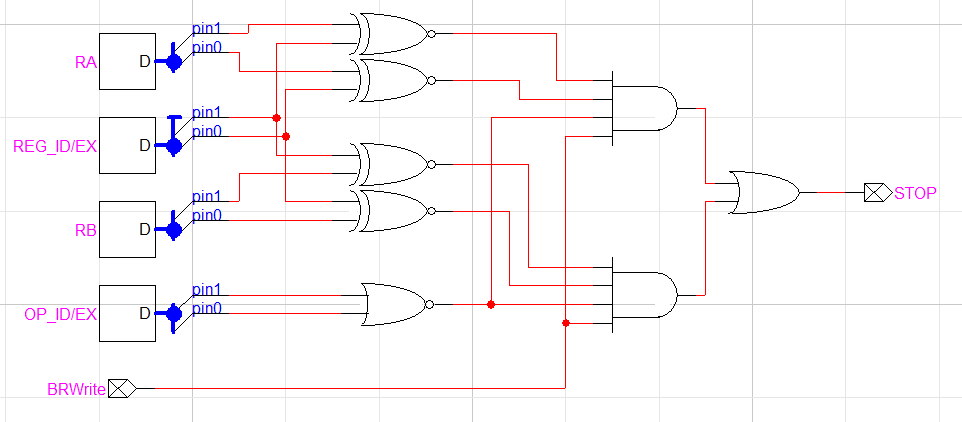 pin1
RA D pin0
pin1
REG_ID/EX D pin0
pin1
RB D pin0
STOP
pin1
OP_ID/EX D pin0
BRWrite